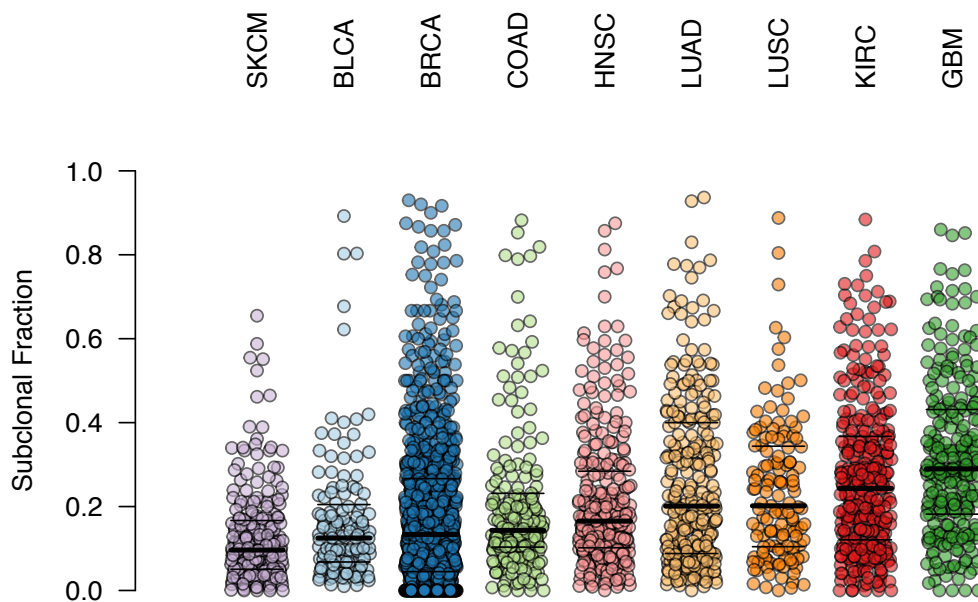 SKCM
BLCA
BRCA
COAD
HNSC
LUAD
LUSC
KIRC
GBM
Subclonal Fraction
1.0
0.8
0.6
0.4
0.2
0.0